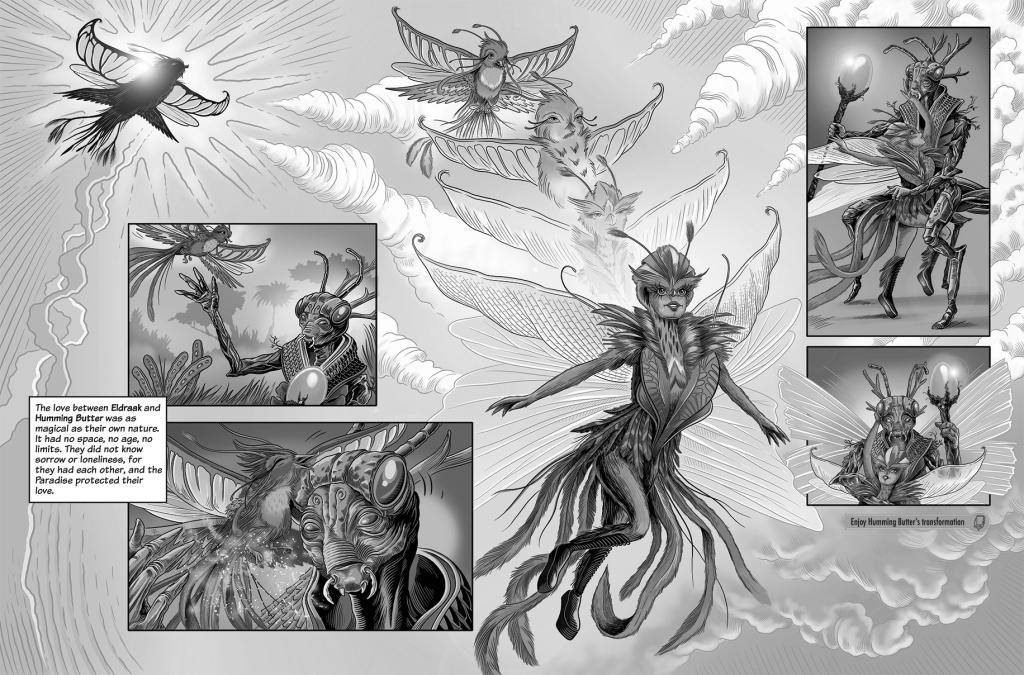 The love between Eldraak and
Humming Butter was as
magical as their own nature.
It had no space, no age, no
limits. They did not know
sorrow or loneliness, for
they had each other, and the
Paradise protected their
love.
Enjoy Humming Butter's transformation